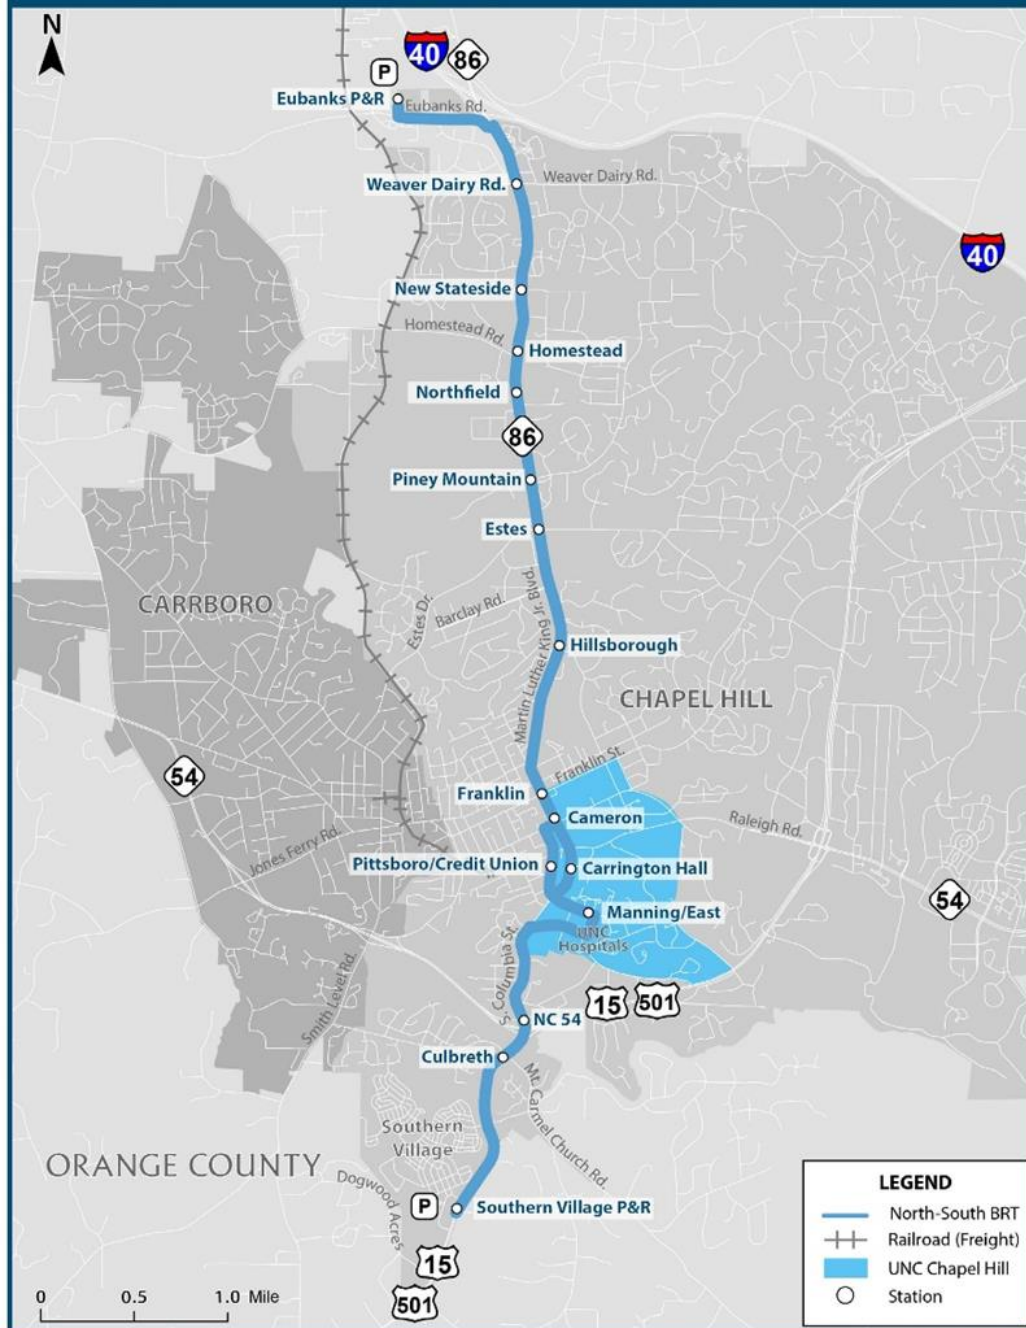 N
40
86
P
Eubanks P&R
Eubanks Rd.
Weaver Dairy Rd.
Weaver Dairy Rd.
40
New Stateside
Homestead Rd.
Homestead
Northfield
86
Piney Mountain
Estes
CARRBORO
Estes Dr.
Barclay Rd.
Martin Luther King Jr. Blvd.
Hillsborough
CHAPEL HILL
54
Franklin St.
Franklin
Cameron
Raleigh Rd.
Jones Ferry Rd.
Pittsboro/Credit Union
Carrington Hall
54
Manning/East
UNC
Hospitals
S. Columbia St.
Smith Level Rd.
15
501
NC 54
Culbreth
Mt. Carmel Church Rd.
Southern
Village
ORANGE COUNTY
Dogwood Acres
P
Southern Village P&R
15
501
0
0.5
1.0 Mile
LEGEND
North-South BRT
Railroad (Freight)
UNC Chapel Hill
Station